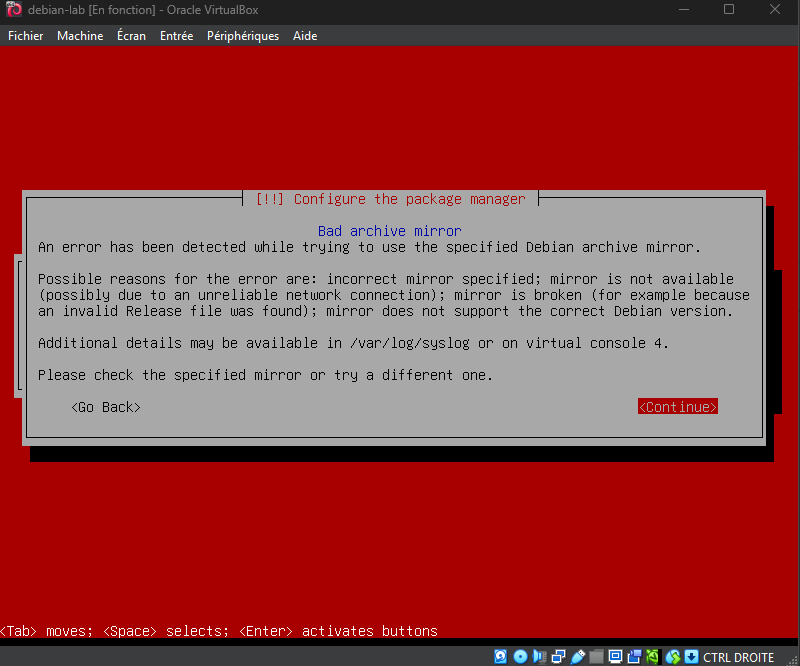 debian-lab [En fonction] - Oracle VirtualBox
Fichier Machine Écran Entrée Périphériques Aide
[!!] Configure the package manager
Bad archive mirror
An error has been detected while trying to use the specified Debian archive mirror.
Possible reasons for the error are: incorrect mirror specified; mirror is not available
(possibly due to an unreliable network connection); mirror is broken (for example because
an invalid Release file was found); mirror does not support the correct Debian version.
Additional details may be available in /var/log/syslog or on virtual console 4.
Please check the specified mirror or try a different one.
<Go Back> <Continue>
<Tab> moves; <Space> selects; <Enter> activates buttons
CTRL DROITE